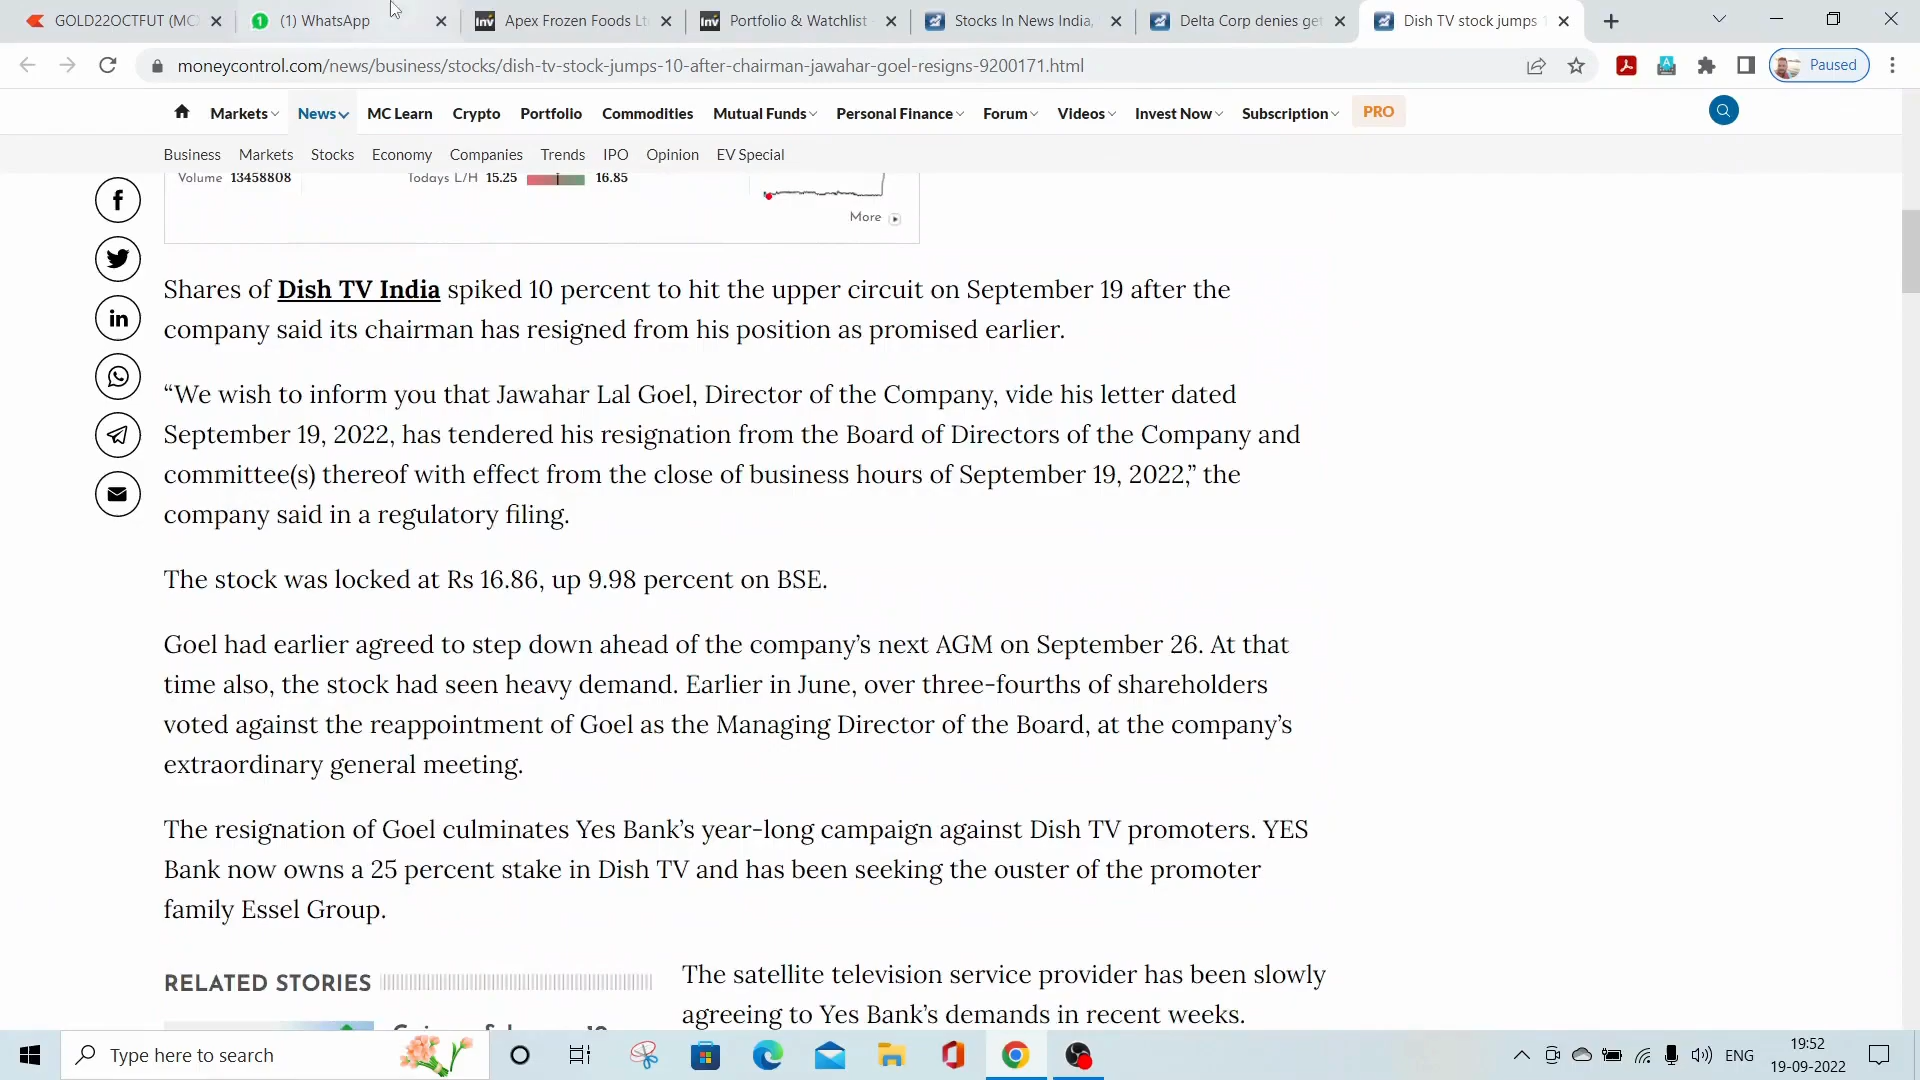 GOLD22OCTFUT (MC
(1) WhatsApp
Apex Frozen Foods Lt
Portfolio & Watchlist -
Stocks In News India,
Delta Corp denies get
Dish TV stock jumps 1
moneycontrol.com/news/business/stocks/dish-tv-stock-jumps-10-after-chairman-jawahar-goel-resigns-9200171.html
Paused
Markets News MC Learn Crypto Portfolio Commodities Mutual Funds Personal Finance Forum Videos Invest Now Subscription PRO
Business Markets Stocks Economy Companies Trends IPO Opinion EV Special
Volume 13458808 Todays L/H 15.25 16.85
More
Shares of Dish TV India spiked 10 percent to hit the upper circuit on September 19 after the
company said its chairman has resigned from his position as promised earlier.
“We wish to inform you that Jawahar Lal Goel, Director of the Company, vide his letter dated
September 19, 2022, has tendered his resignation from the Board of Directors of the Company and
committee(s) thereof with effect from the close of business hours of September 19, 2022,” the
company said in a regulatory filing.
The stock was locked at Rs 16.86, up 9.98 percent on BSE.
Goel had earlier agreed to step down ahead of the company’s next AGM on September 26. At that
time also, the stock had seen heavy demand. Earlier in June, over three-fourths of shareholders
voted against the reappointment of Goel as the Managing Director of the Board, at the company’s
extraordinary general meeting.
The resignation of Goel culminates Yes Bank’s year-long campaign against Dish TV promoters. YES
Bank now owns a 25 percent stake in Dish TV and has been seeking the ouster of the promoter
family Essel Group.
RELATED STORIES
The satellite television service provider has been slowly
agreeing to Yes Bank’s demands in recent weeks.
Type here to search
ENG
19:52
19-09-2022